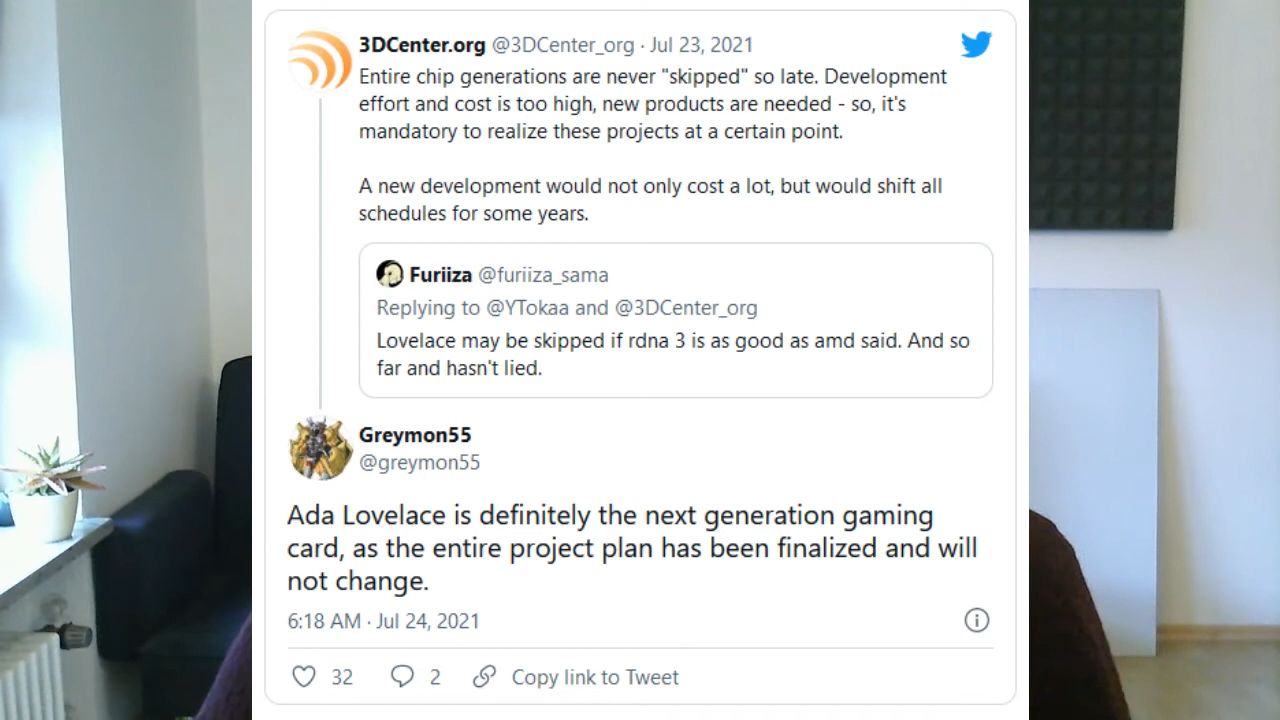 3DCenter.org @3DCenter_org · Jul 23, 2021
Entire chip generations are never "skipped" so late. Development
effort and cost is too high, new products are needed - so, it's
mandatory to realize these projects at a certain point.
A new development would not only cost a lot, but would shift all
schedules for some years.
Furiiza @furiiza_sama
Replying to @YTokaa and @3DCenter_org
Lovelace may be skipped if rdna 3 is as good as amd said. And so
far and hasn't lied.
Greymon55
@greymon55
Ada Lovelace is definitely the next generation gaming
card, as the entire project plan has been finalized and will
not change.
6:18 AM · Jul 24, 2021
32 2 Copy link to Tweet